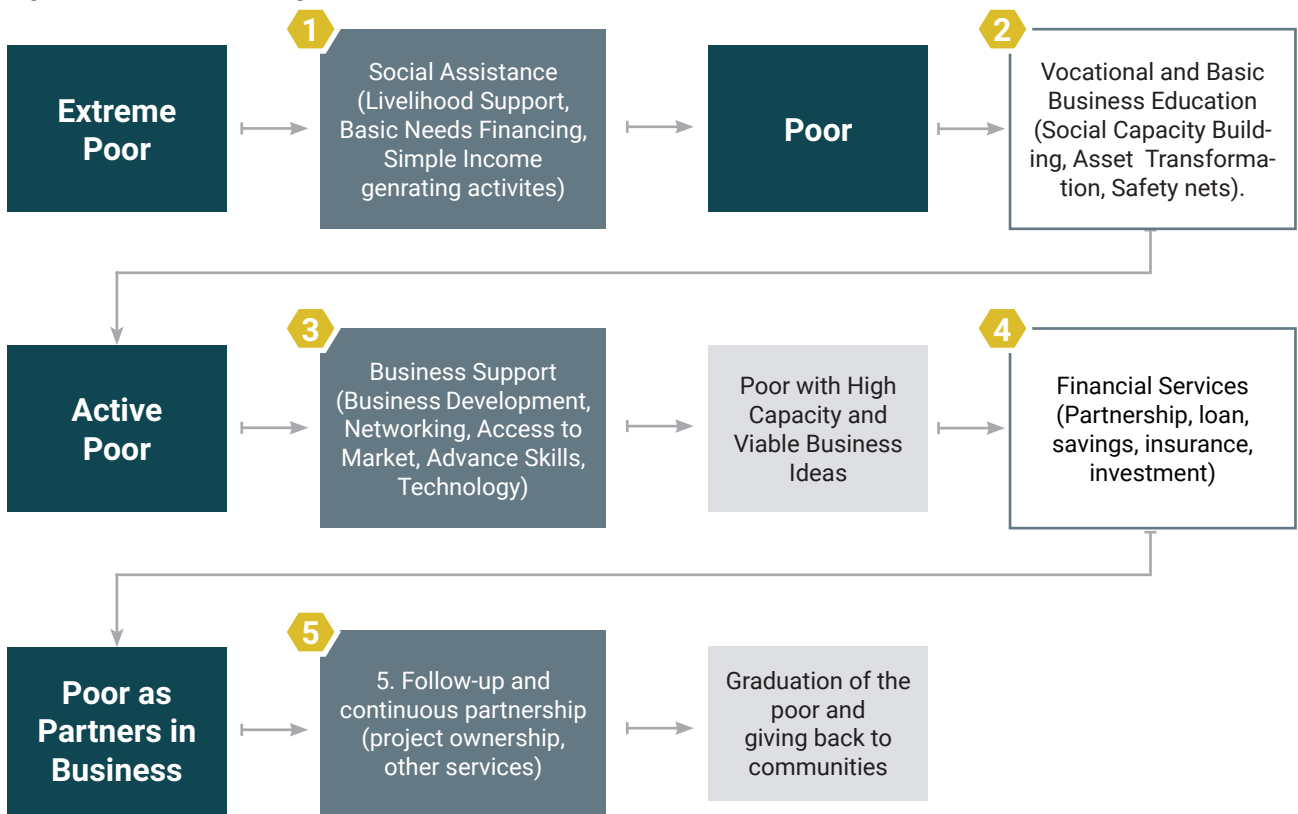 1
Extreme
Poor
Social Assistance
(Livelihood Support,
Basic Needs Financing,
Simple Income
genrating activites)
Poor
2
Vocational and Basic
Business Education
(Social Capacity Build-
ing, Asset Transforma-
tion, Safety nets).
Active
Poor
3
Business Support
(Business Development,
Networking, Access to
Market, Advance Skills,
Technology)
Poor with High
Capacity and
Viable Business
Ideas
4
Financial Services
(Partnership, loan,
savings, insurance,
investment)
Poor as
Partners in
Business
5
5. Follow-up and
continuous partnership
(project ownership,
other services)
Graduation of the
poor and
giving back to
communities